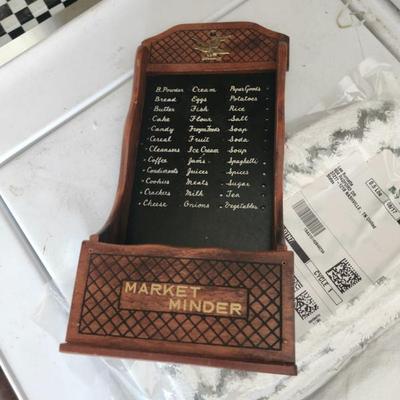 B. Powder Cream Paper Goods
Bread Eggs Potatoes
Butter Fish Rice
Cake Flour Salt
Candy Frozen Foods Soap
Cereal Fruit Soda
Cleansers Ice Cream Soup
Coffee Jams Spaghetti
Condiments Juices Spices
Cookies Meats Sugar
Crackers Milk Tea
Cheese Onions Vegetables
MARKET
MINDER
CYCLE 1